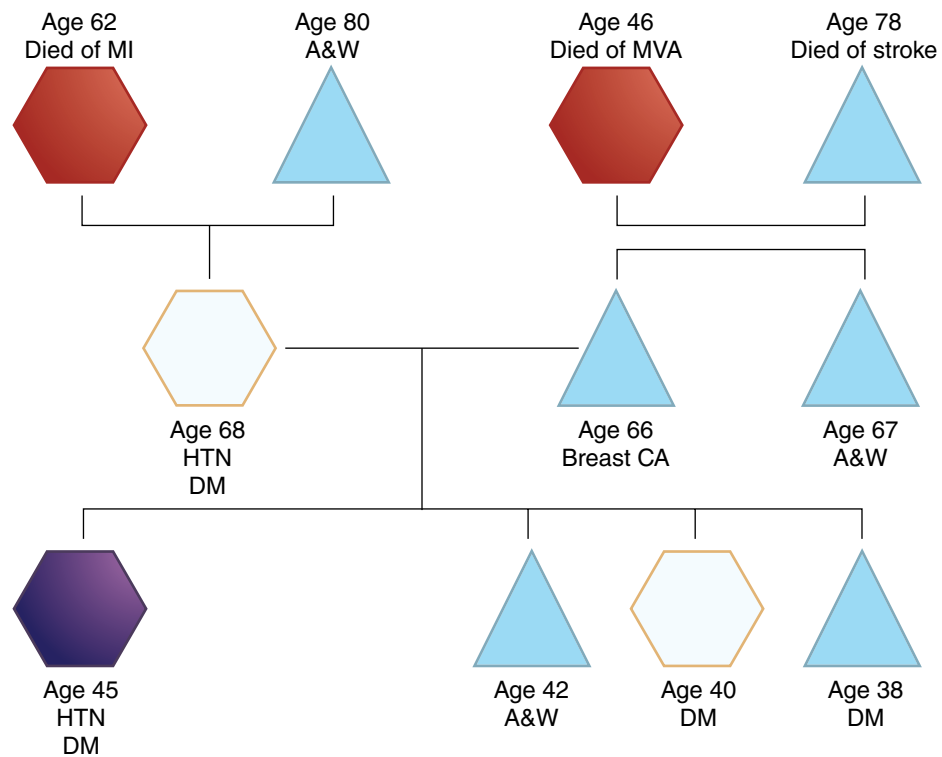 Age 62
Died of MI
Age 80
A&W
Age 46
Died of MVA
Age 78
Died of stroke
Age 68
HTN
DM
Age 66
Breast CA
Age 67
A&W
Age 45
HTN
DM
Age 42
A&W
Age 40
DM
Age 38
DM